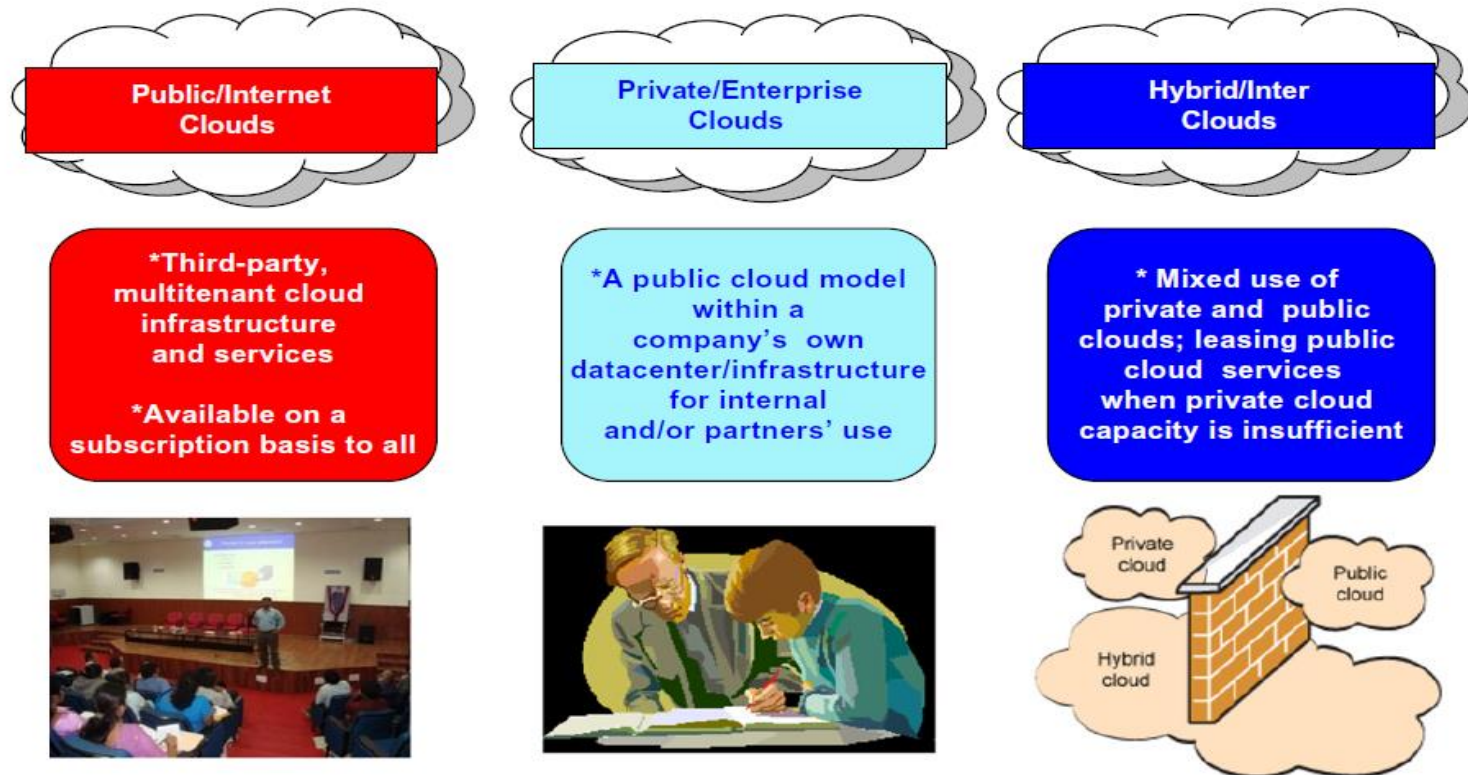 Public/Internet
Clouds
Private/Enterprise
Clouds
Hybrid/Inter
Clouds
*Third-party,
multitenant cloud
infrastructure
and services
*Available on a
subscription basis to all
*A public cloud model
within a
company’s own
datacenter/infrastructure
for internal
and/or partners’ use
* Mixed use of
private and public
clouds; leasing public
cloud services
when private cloud
capacity is insufficient
Private
cloud
Public
cloud
Hybrid
cloud